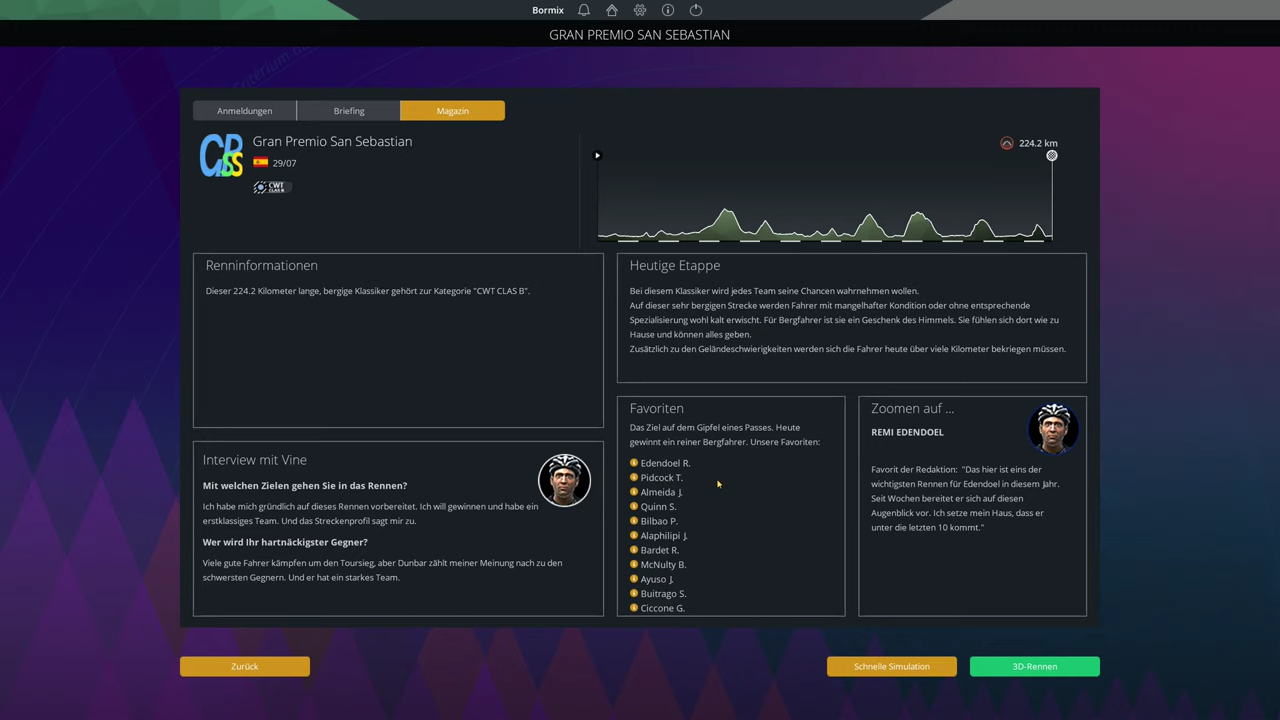 Bormix
GRAN PREMIO SAN SEBASTIAN
Anmeldungen
Briefing
Magazin
Gran Premio San Sebastian
29/07
CWT
CLAS B
224.2 km
Renninformationen
Dieser 224.2 Kilometer lange, bergige Klassiker gehört zur Kategorie "CWT CLAS B".
Heutige Etappe
Bei diesem Klassiker wird jedes Team seine Chancen wahrnehmen wollen.
Auf dieser sehr bergigen Strecke werden Fahrer mit mangelhafter Kondition oder ohne entsprechende
Spezialisierung wohl kalt erwischt. Für Bergfahrer ist sie ein Geschenk des Himmels. Sie fühlen sich dort wie zu
Hause und können alles geben.
Zusätzlich zu den Geländeschwierigkeiten werden sich die Fahrer heute über viele Kilometer bekriegen müssen.
Interview mit Vine
Mit welchen Zielen gehen Sie in das Rennen?
Ich habe mich gründlich auf dieses Rennen vorbereitet. Ich will gewinnen und habe ein
erstklassiges Team. Und das Streckenprofil sagt mir zu.
Wer wird Ihr hartnäckigster Gegner?
Viele gute Fahrer kämpfen um den Toursieg, aber Dunbar zählt meiner Meinung nach zu den
schwersten Gegnern. Und er hat ein starkes Team.
Favoriten
Das Ziel auf dem Gipfel eines Passes. Heute
gewinnt ein reiner Bergfahrer. Unsere Favoriten:
Edendoel R.
Pidcock T.
Almeida J.
Quinn S.
Bilbao P.
Alaphilipi J.
Bardet R.
McNulty B.
Ayuso J.
Buitrago S.
Ciccone G.
Zoomen auf ...
REMI EDENDOEL
Favorit der Redaktion: "Das hier ist eins der
wichtigsten Rennen für Edendoel in diesem Jahr.
Seit Wochen bereitet er sich auf diesen
Augenblick vor. Ich setze mein Haus, dass er
unter die letzten 10 kommt."
Zurück
Schnelle Simulation
3D-Rennen